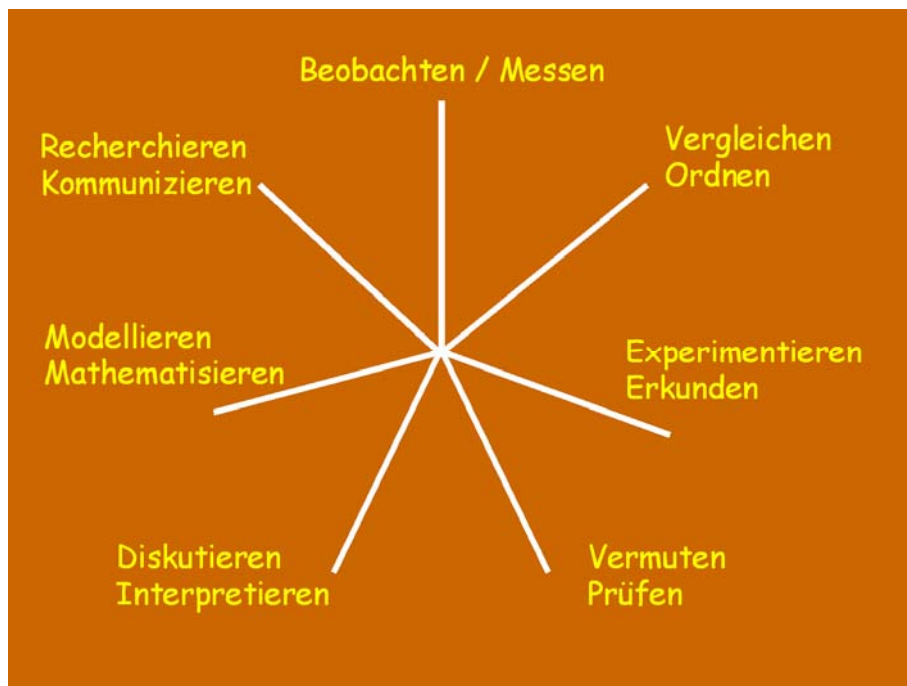 Beobachten / Messen
Vergleichen
Ordnen
Experimentieren
Erkunden
Vermuten
Prüfen
Diskutieren
Interpretieren
Modellieren
Mathematisieren
Recherchieren
Kommunizieren